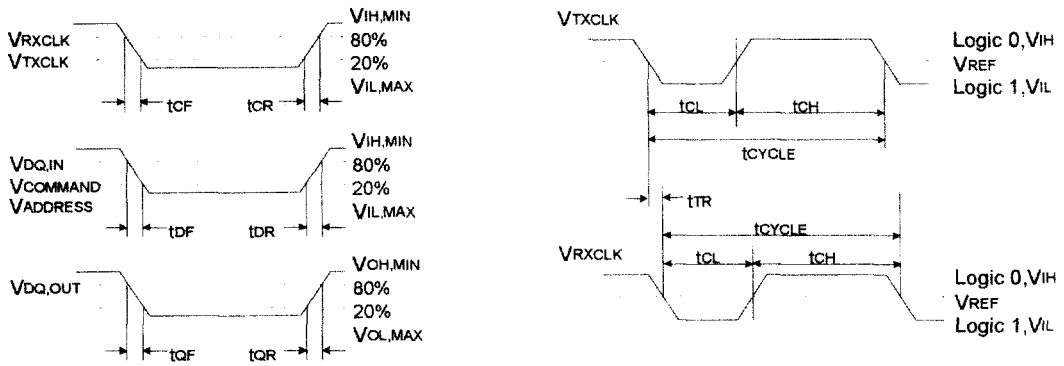 VRXCLK
VTXCLK
VIH,MIN
80%
20%
VIL,MAX
tCF
tCR
VDQ,IN
VCOMMAND
VADDRESS
VIH,MIN
80%
20%
VIL,MAX
tDF
tDR
VDQ,OUT
VOH,MIN
80%
20%
VOL,MAX
tQF
tQR
VTXCLK
Logic 0,VIH
VREF
Logic 1,VIL
tCL
tCH
tCYCLE
tTR
tCYCLE
VRXCLK
tCL
tCH
Logic 0,VIH
VREF
Logic 1,VIL